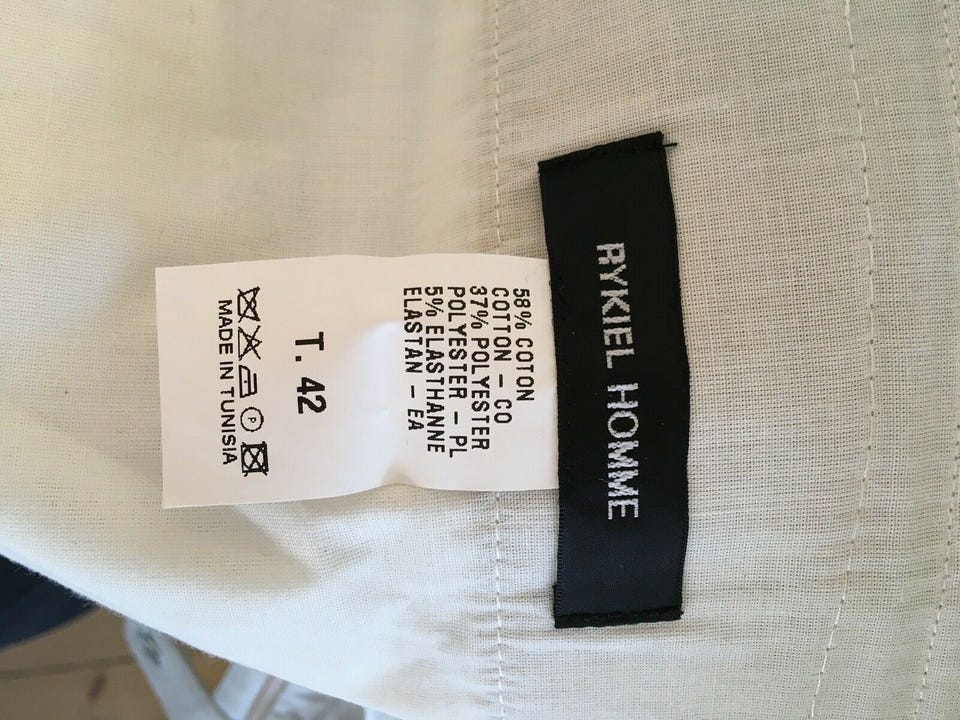 RYKIEL HOMME
58% COTON
COTTON - CO
37% POLYESTER
POLYESTER - PL
5% ELASTHANNE
ELASTAN - EA
T. 42
MADE IN TUNISIA